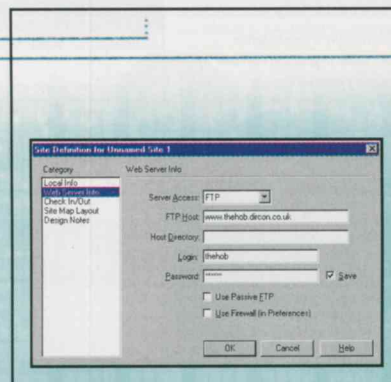 Site Definition for Unnamed Site 1
Category
Web Server Info
Local Info
Web Server Info
Check In/Out
Site Map Layout
Design Notes
Server Access: FTP
FTP Host: www.thehob.dircon.co.uk
Host Directory:
Login: thehob
Password: ******
Save
Use Passive FTP
Use Firewall (in Preferences)
OK Cancel Help